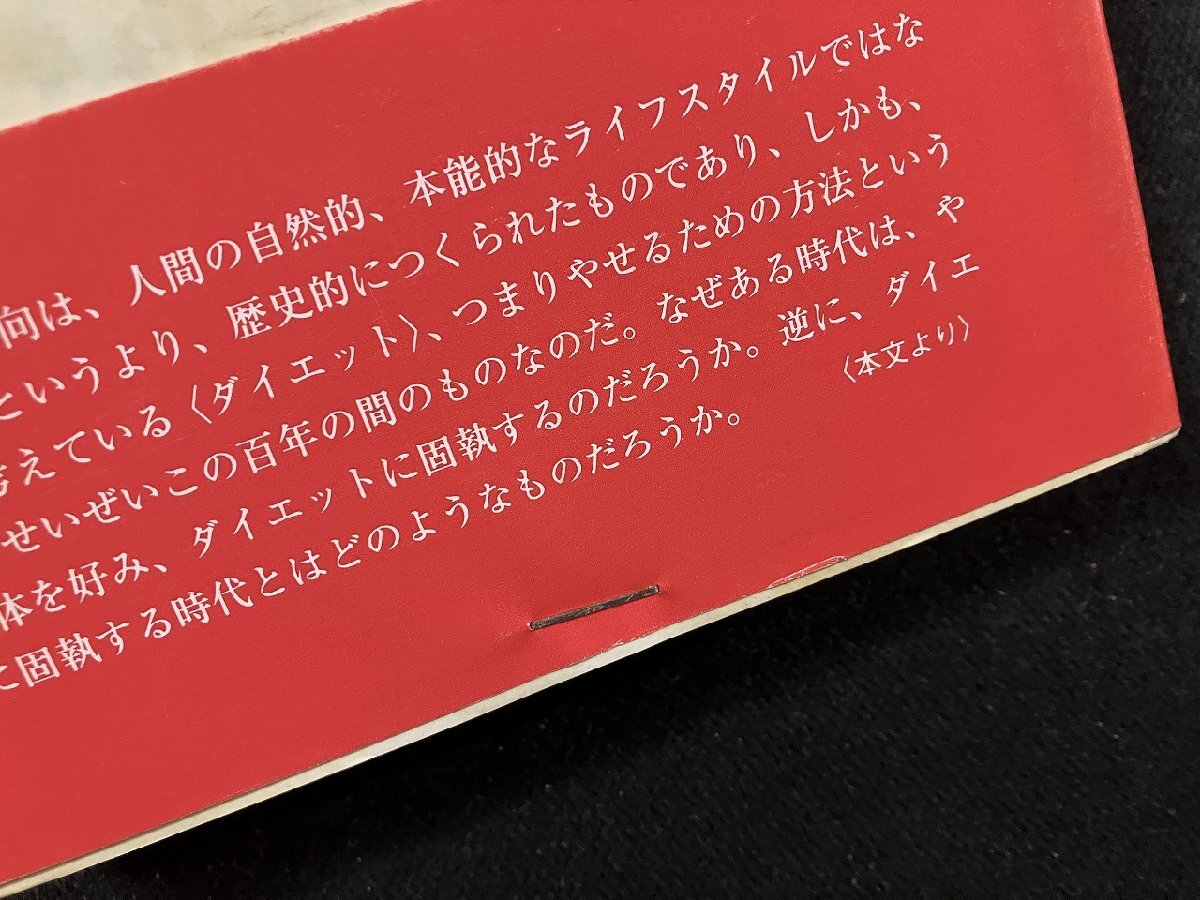 向は、人間の自然的、本能的なライフスタイルではな
というより、歴史的につくられたものであり、しかも、
考えている〈ダイエット〉、つまりやせるための方法という
せいぜいこの百年の間のものなのだ。なぜある時代は、や
体を好み、ダイエットに固執するのだろうか。逆に、ダイエ
に固執する時代とはどのようなものだろうか。
〈本文より〉